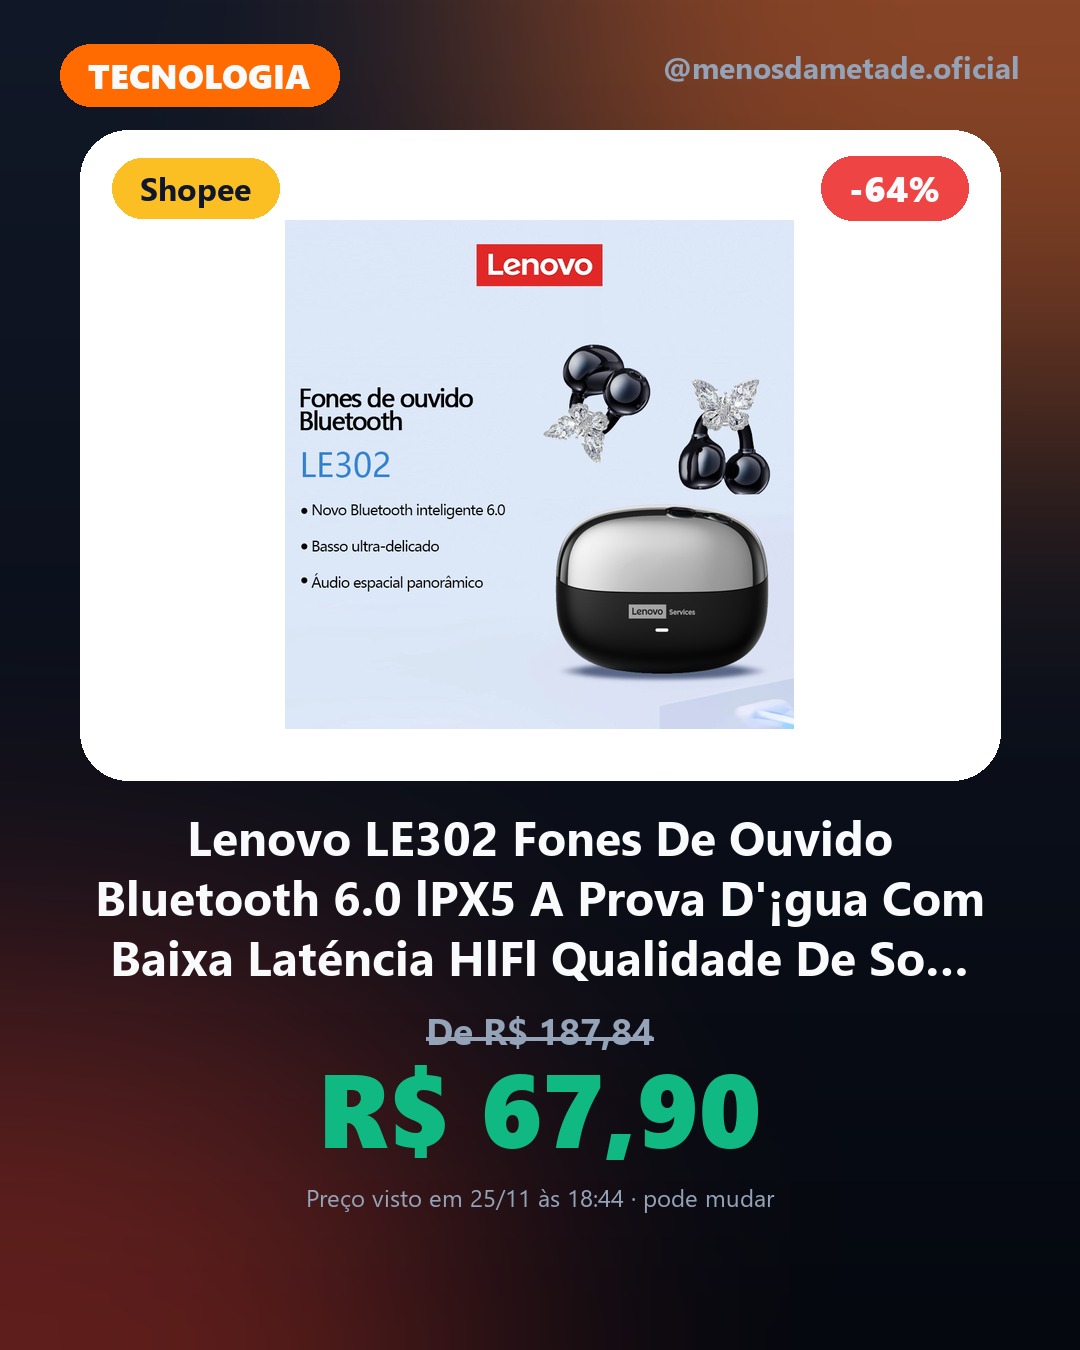 TECNOLOGIA
@menosdametade.oficial
Shopee
-64%
Lenovo
Fones de ouvido
Bluetooth
LE302
• Novo Bluetooth inteligente 6.0
• Basso ultra-delicado
• Áudio espacial panorâmico
Lenovo Services
Lenovo LE302 Fones De Ouvido
Bluetooth 6.0 lPX5 A Prova D'¡gua Com
Baixa Laténcia HlFl Qualidade De So...
De R$ 187,84
R$ 67,90
Preço visto em 25/11 às 18:44 · pode mudar